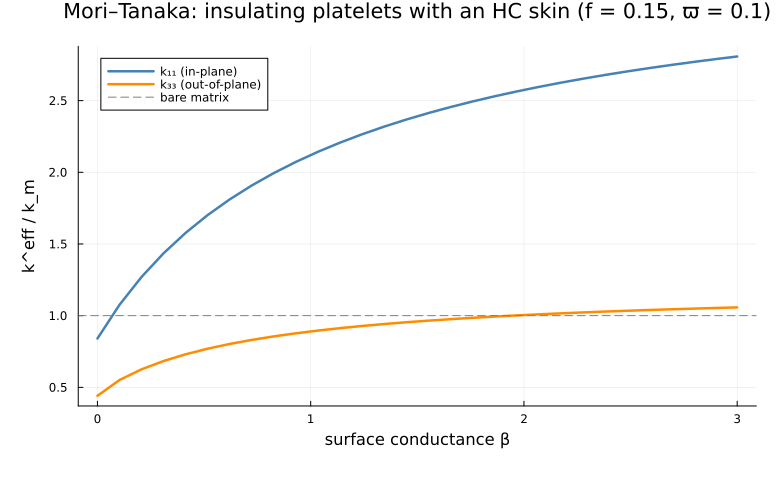 Mori–Tanaka: insulating platelets with an HC skin (f = 0.15, ϖ = 0.1)
k₁₁ (in-plane)
k₃₃ (out-of-plane)
bare matrix
k^eff / k_m
2.5
2.0
1.5
1.0
0.5
0
1
2
3
surface conductance β